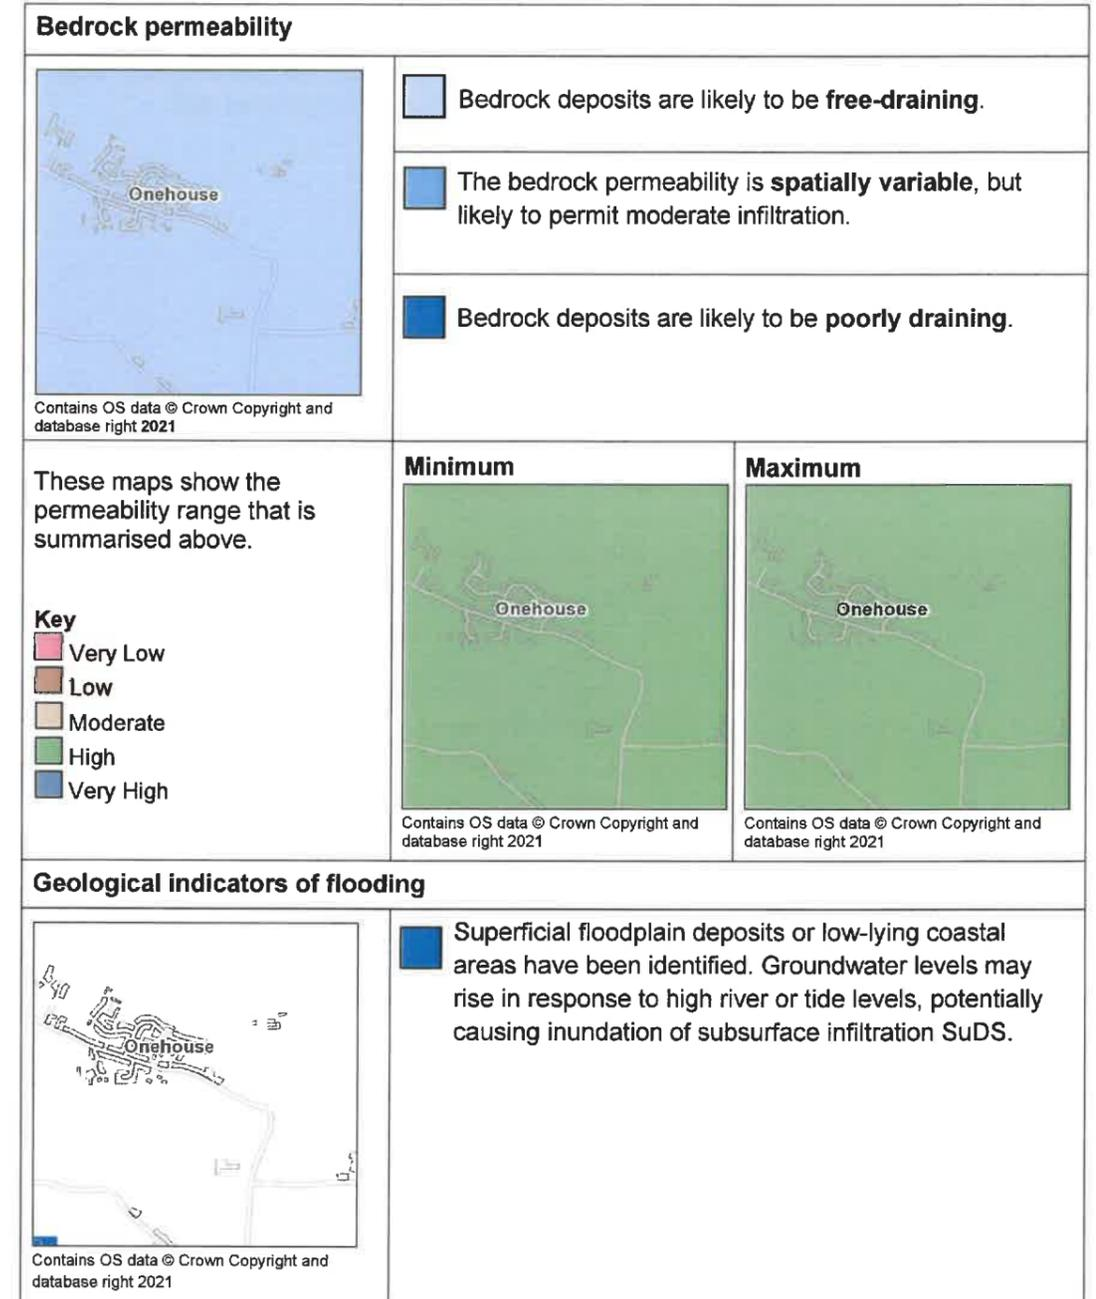 Bedrock permeability
Onehouse
Contains OS data © Crown Copyright and
database right 2021
Bedrock deposits are likely to be free-draining.
The bedrock permeability is spatially variable, but
likely to permit moderate infiltration.
Bedrock deposits are likely to be poorly draining.
These maps show the
permeability range that is
summarised above.
Key
Very Low
Low
Moderate
High
Very High
Minimum
Onehouse
Contains OS data © Crown Copyright and
database right 2021
Maximum
Onehouse
Contains OS data © Crown Copyright and
database right 2021
Geological indicators of flooding
Onehouse
Contains OS data © Crown Copyright and
database right 2021
Superficial floodplain deposits or low-lying coastal
areas have been identified. Groundwater levels may
rise in response to high river or tide levels, potentially
causing inundation of subsurface infiltration SuDS.